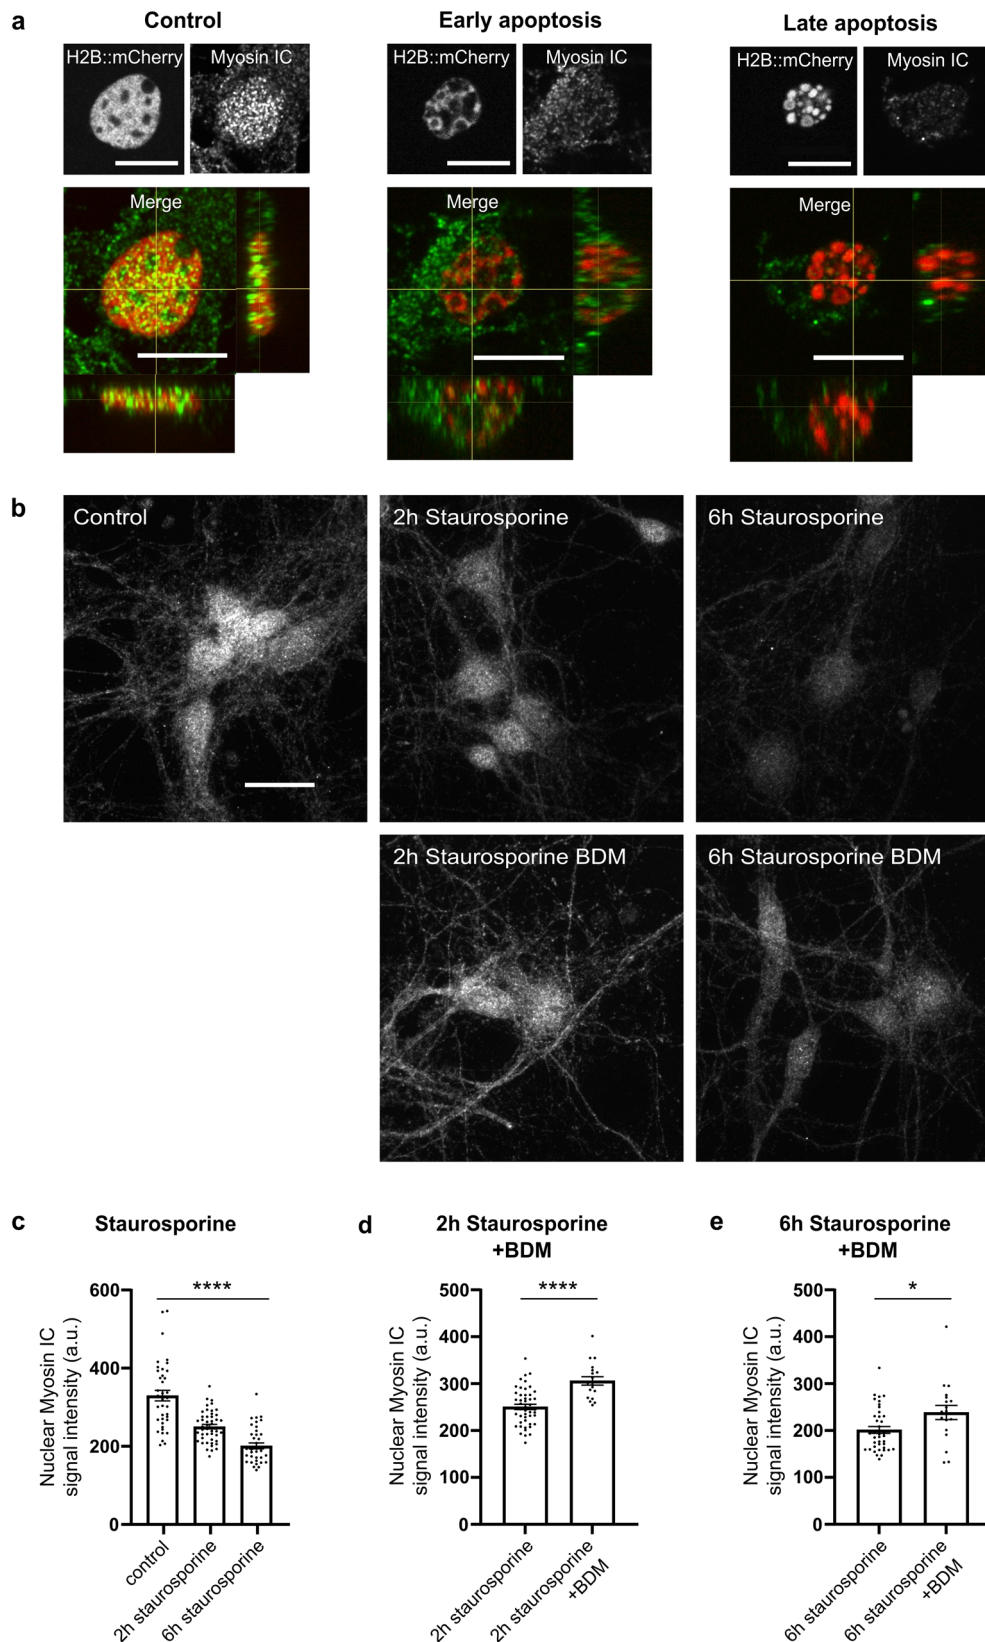 a
Control
Early apoptosis
Late apoptosis
H2B::mCherry
Myosin IC
H2B::mCherry
Myosin IC
H2B::mCherry
Myosin IC
Merge
Merge
Merge
b
Control
2h Staurosporine
6h Staurosporine
2h Staurosporine BDM
6h Staurosporine BDM
c
Staurosporine
Nuclear Myosin IC
signal intensity (a.u.)
600
400
200
0
****
control
2h staurosporine
6h staurosporine
d
2h Staurosporine
+BDM
Nuclear Myosin IC
signal intensity (a.u.)
500
400
300
200
100
0
****
2h staurosporine
2h staurosporine
+BDM
e
6h Staurosporine
+BDM
Nuclear Myosin IC
signal intensity (a.u.)
500
400
300
200
100
0
*
6h staurosporine
6h staurosporine
+BDM